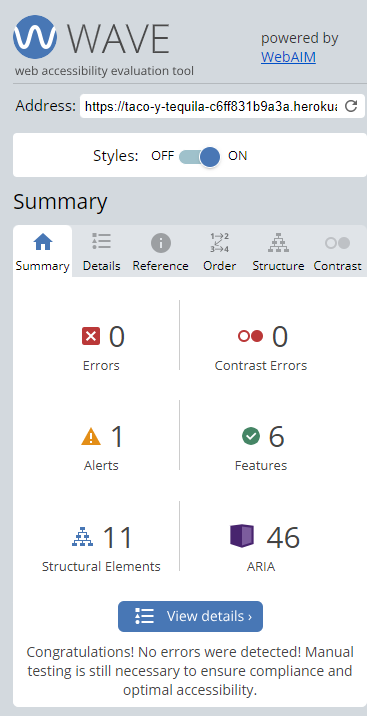 WAVE
web accessibility evaluation tool
powered by
WebAIM
Address: https://taco-y-tequila-c6ff831b9a3a.heroku
Styles: OFF ON
Summary
Summary Details Reference Order Structure Contrast
0
Errors
0
Contrast Errors
1
Alerts
6
Features
11
Structural Elements
46
ARIA
View details ›
Congratulations! No errors were detected! Manual
testing is still necessary to ensure compliance and
optimal accessibility.